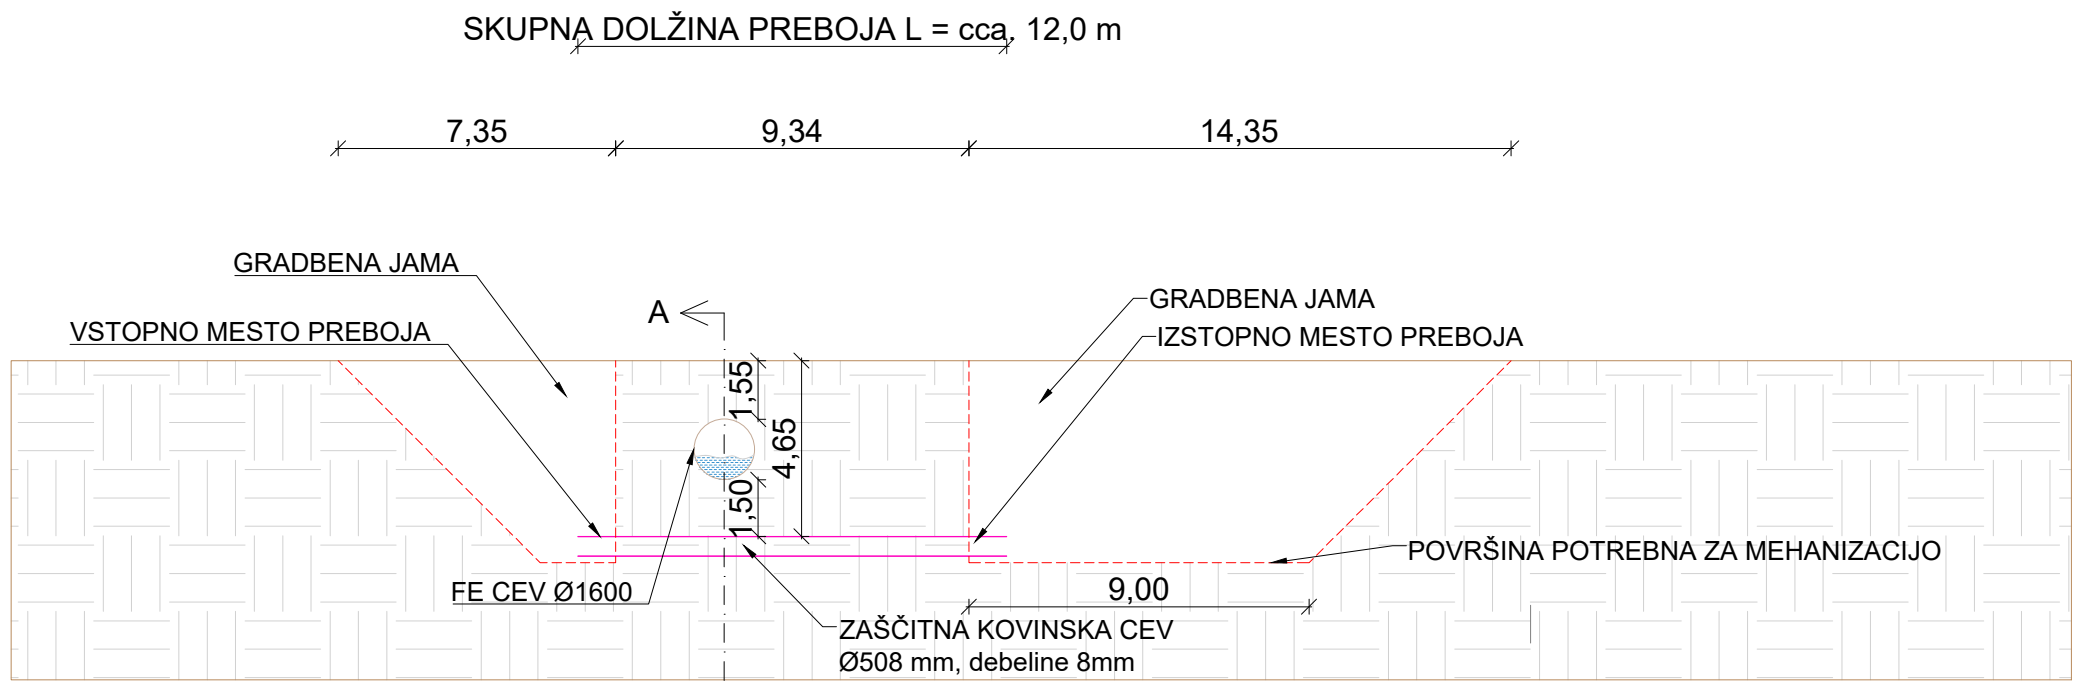 SKUPNA DOLŽINA PREBOJA L = cca. 12,0 m
7,35
9,34
14,35
GRADBENA JAMA
GRADBENA JAMA
A
VSTOPNO MESTO PREBOJA
IZSTOPNO MESTO PREBOJA
1,55
4,65
1,50
POVRŠINA POTREBNA ZA MEHANIZACIJO
FE CEV Ø1600
9,00
ZAŠČITNA KOVINSKA CEV
Ø508 mm, debeline 8mm